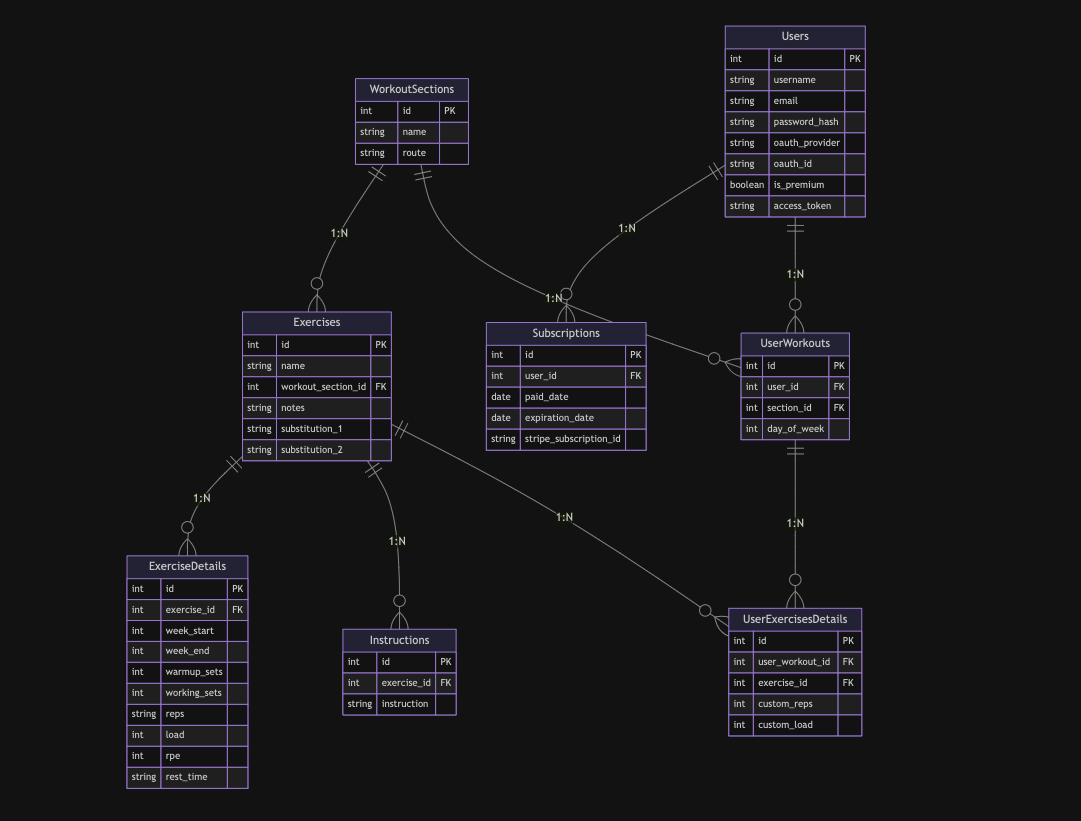 Users
int id PK
string username
string email
string password_hash
string oauth_provider
string oauth_id
boolean is_premium
string access_token
WorkoutSections
int id PK
string name
string route
1:N
1:N
1:N
1:N
Exercises
int id PK
string name
int workout_section_id FK
string notes
string substitution_1
string substitution_2
Subscriptions
int id PK
int user_id FK
date paid_date
date expiration_date
string stripe_subscription_id
UserWorkouts
int id PK
int user_id FK
int section_id FK
int day_of_week
1:N
1:N
1:N
1:N
ExerciseDetails
int id PK
int exercise_id FK
int week_start
int week_end
int warmup_sets
int working_sets
string reps
int load
int rpe
string rest_time
Instructions
int id PK
int exercise_id FK
string instruction
UserExercisesDetails
int id PK
int user_workout_id FK
int exercise_id FK
int custom_reps
int custom_load